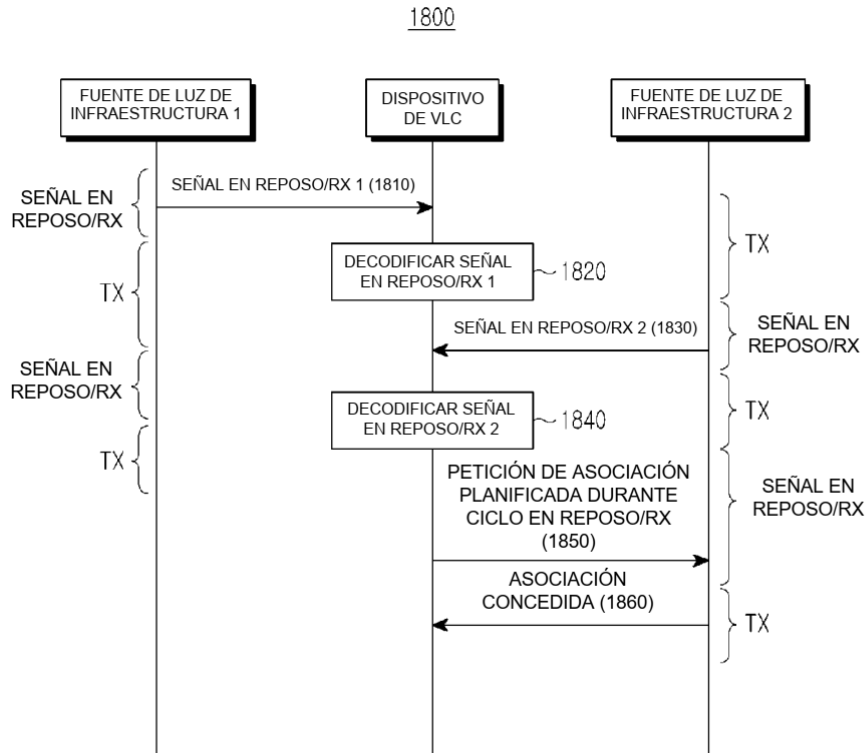 1800
FUENTE DE LUZ DE
INFRAESTRUCTURA 1
DISPOSITIVO
DE VLC
FUENTE DE LUZ DE
INFRAESTRUCTURA 2
SEÑAL EN
REPOSO/RX
SEÑAL EN REPOSO/RX 1 (1810)
TX
TX
DECODIFICAR SEÑAL
EN REPOSO/RX 1
1820
SEÑAL EN REPOSO/RX 2 (1830)
SEÑAL EN
REPOSO/RX
SEÑAL EN
REPOSO/RX
DECODIFICAR SEÑAL
EN REPOSO/RX 2
1840
TX
TX
PETICIÓN DE ASOCIACIÓN
PLANIFICADA DURANTE
CICLO EN REPOSO/RX
(1850)
SEÑAL EN
REPOSO/RX
ASOCIACIÓN
CONCEDIDA (1860)
TX